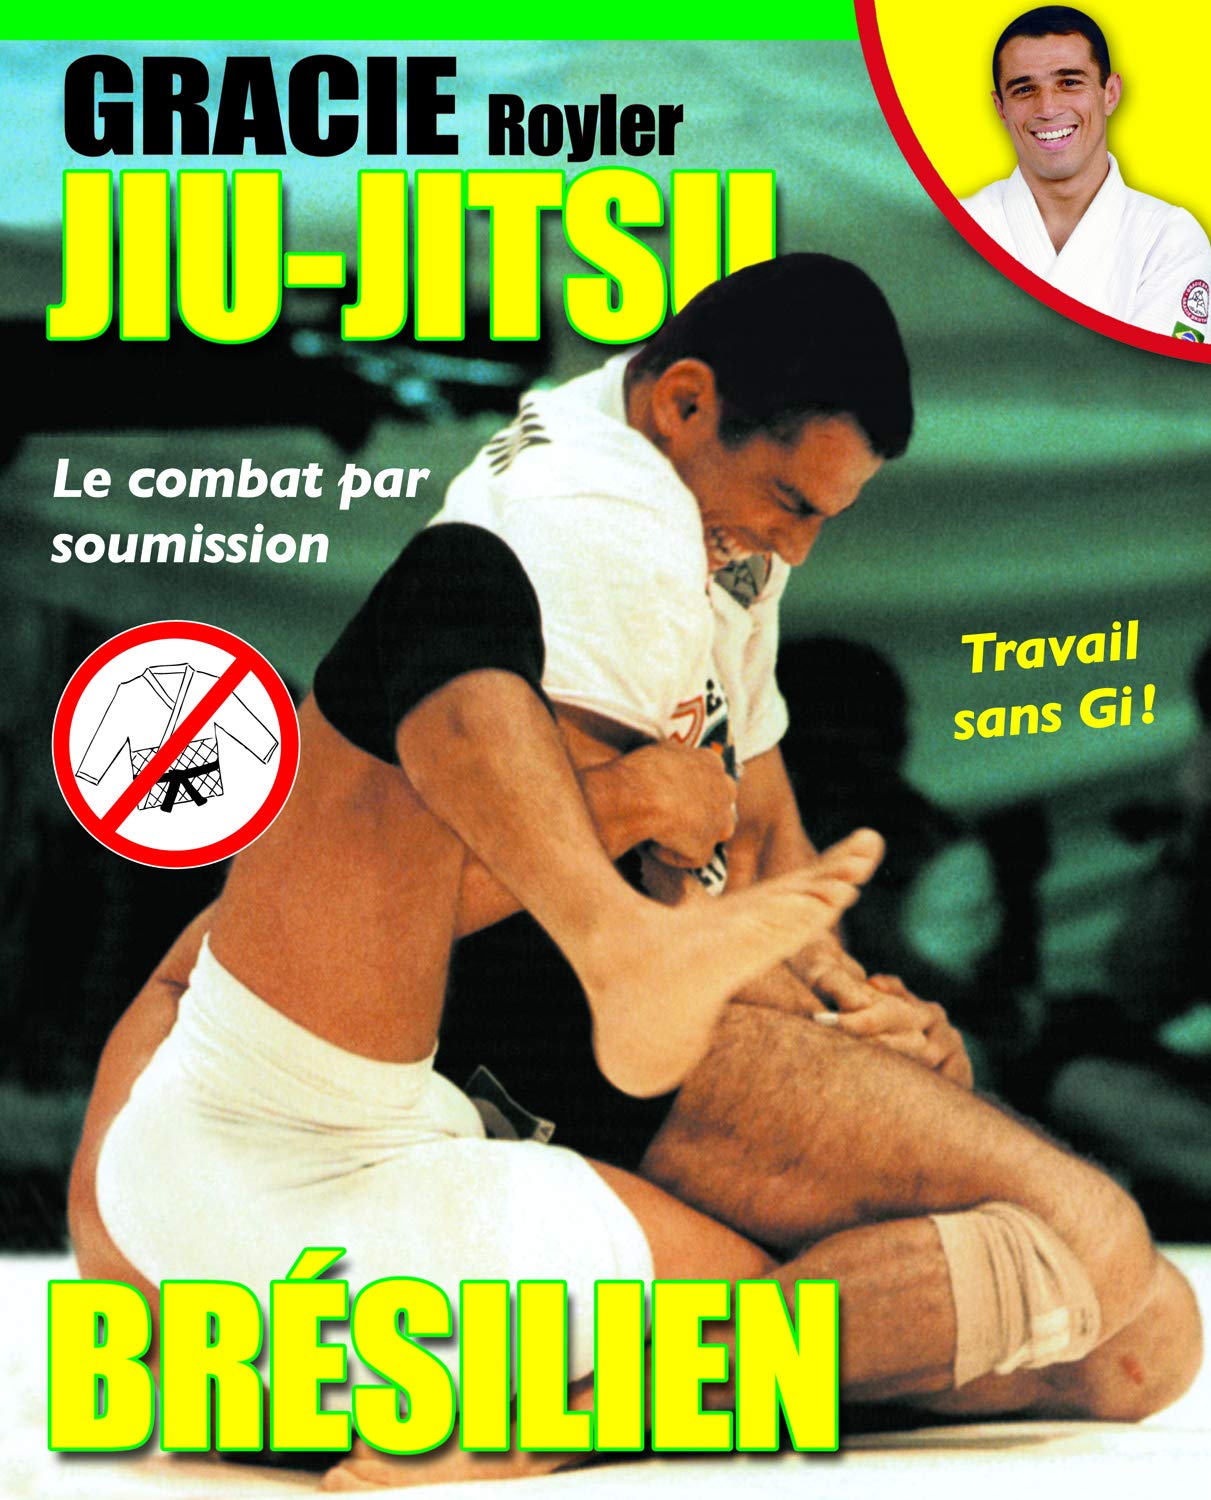 GRACIE Royler
JIU-JITSU
Le combat par
soumission
Travail
sans Gi !
BRÉSILIEN